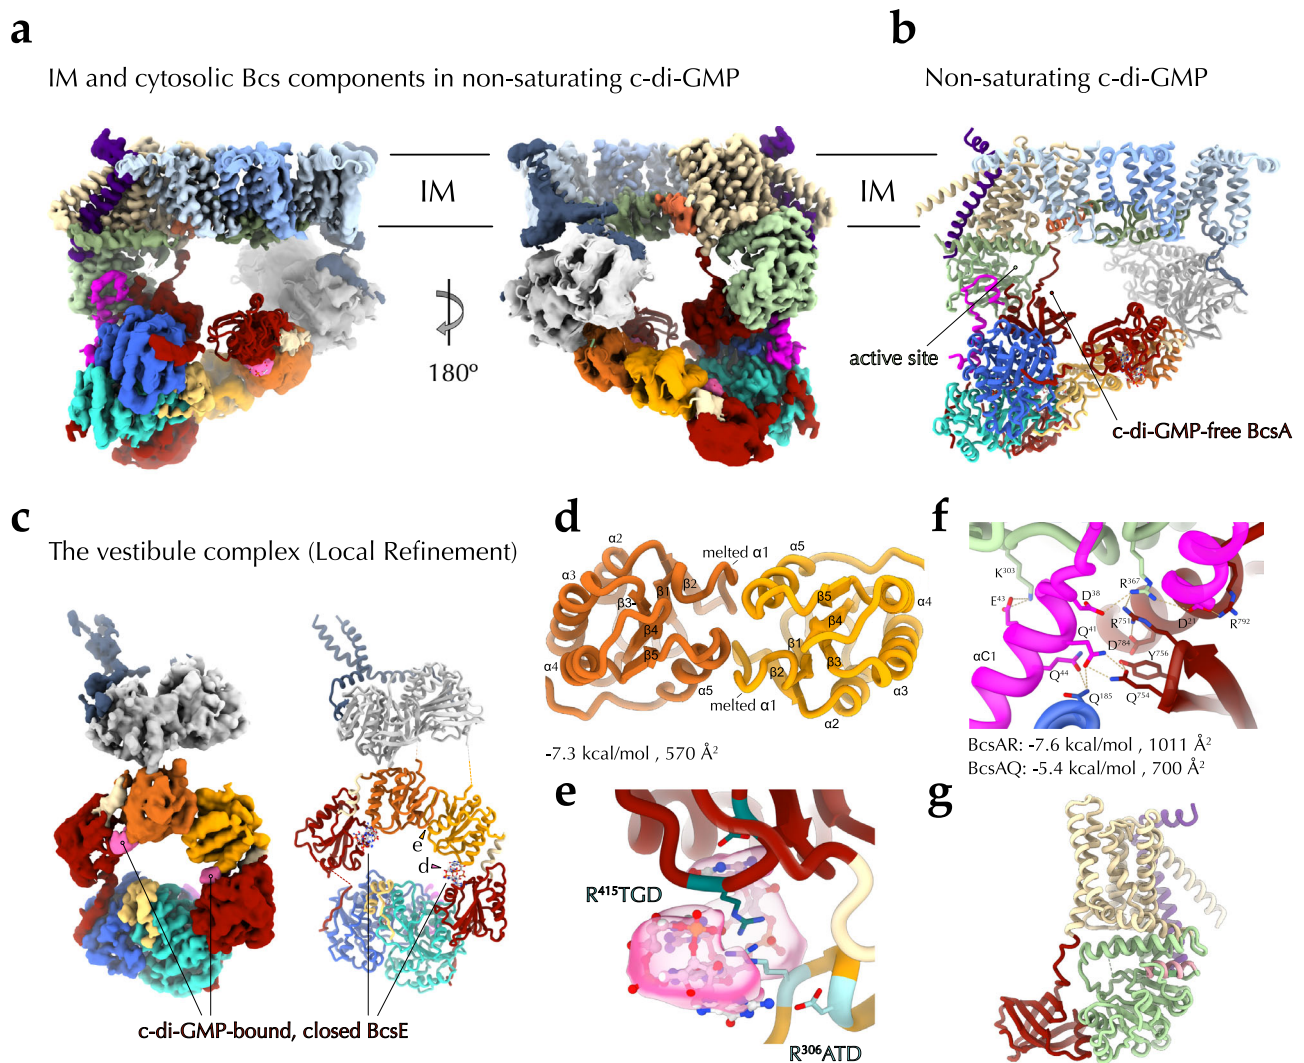 a
IM and cytosolic Bcs components in non-saturating c-di-GMP
IM
180º
b
Non-saturating c-di-GMP
IM
active site
c-di-GMP-free BcsA
c
The vestibule complex (Local Refinement)
e
d
c-di-GMP-bound, closed BcsE
d
α2
α3
β3
β1
β2
melted α1
α5
β4
β5
α4
α5
β5
β4
α4
β1
β2
β3
α3
melted α1
α2
-7.3 kcal/mol , 570 Å²
e
R⁴¹⁵TGD
R³⁰⁶ATD
f
K³⁰³
E⁴³
D³⁸
R³⁶⁷
R⁷⁵¹
D²¹
R⁷⁹²
Q⁴¹
D⁷⁸⁴
Y⁷⁵⁶
αC1
Q⁴⁴
Q¹⁸⁵
Q⁷⁵⁴
BcsAR: -7.6 kcal/mol , 1011 Å²
BcsAQ: -5.4 kcal/mol , 700 Å²
g